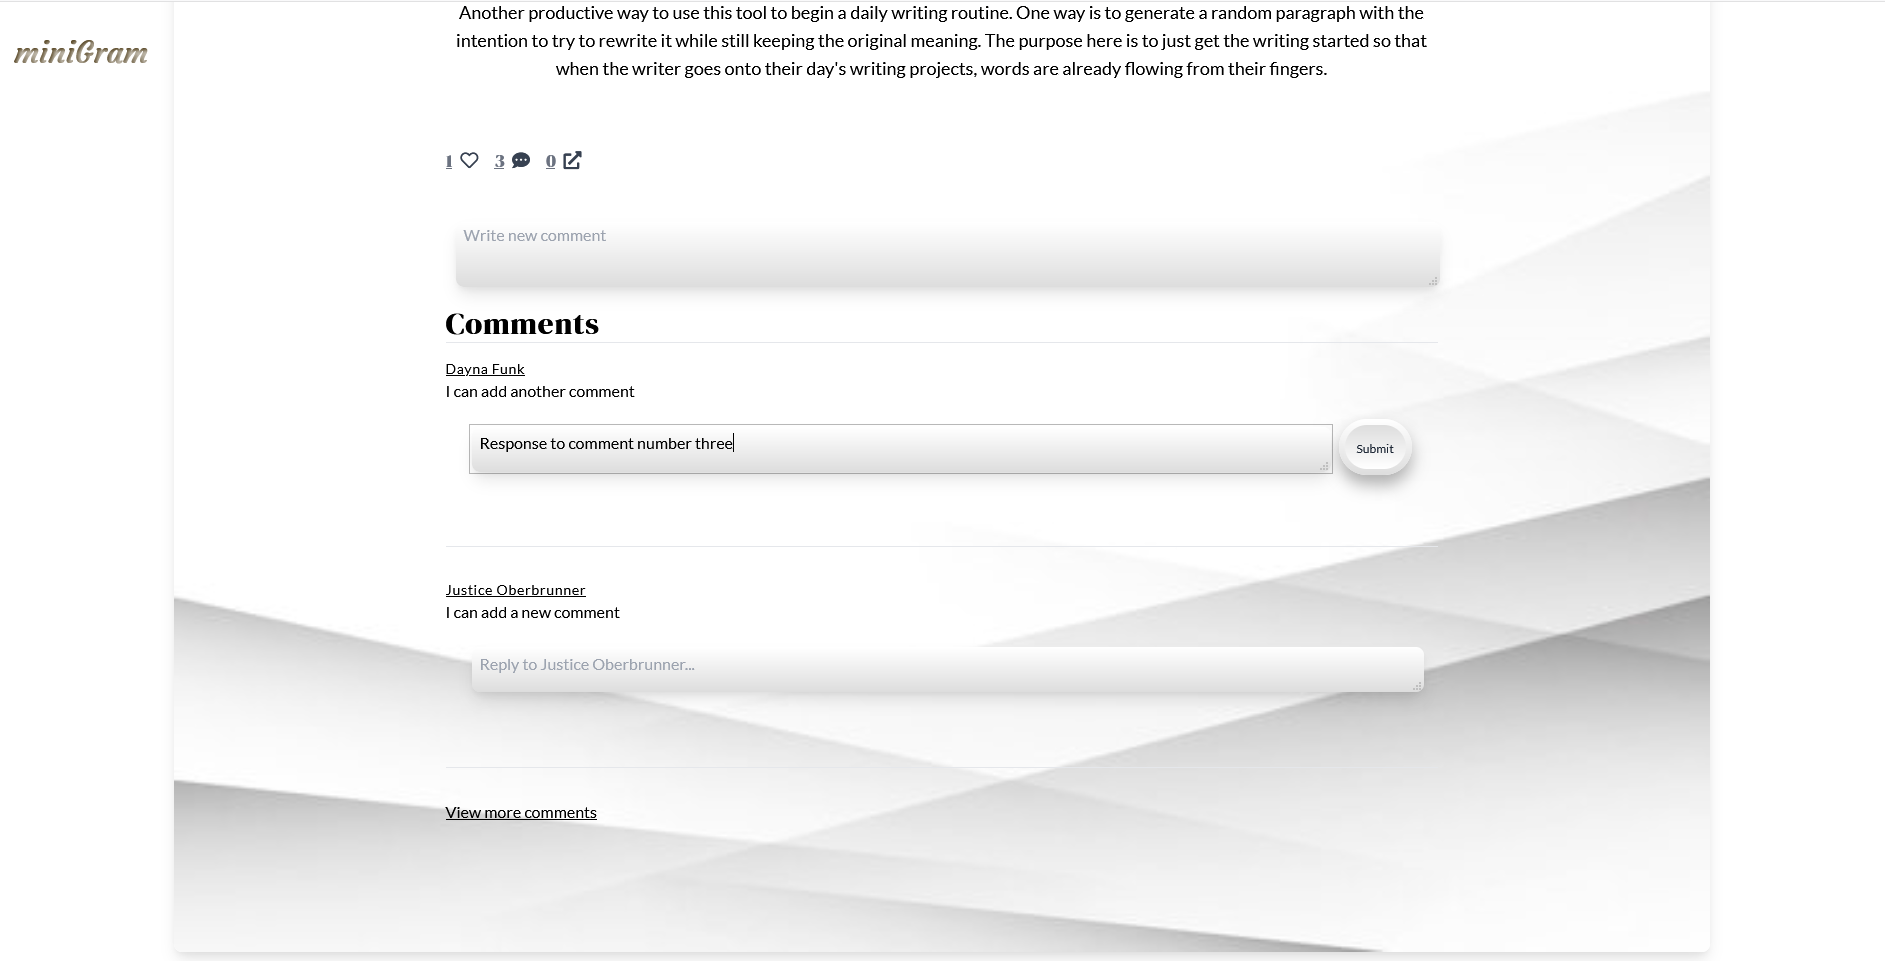 Another productive way to use this tool to begin a daily writing routine. One way is to generate a random paragraph with the
miniGram
intention to try to rewrite it while still keeping the original meaning. The purpose here is to just get the writing started so that
when the writer goes onto their day's writing projects, words are already flowing from their fingers.
1 3 0
Write new comment
Comments
Dayna Funk
I can add another comment
Response to comment number three
Submit
Justice Oberbrunner
I can add a new comment
Reply to Justice Oberbrunner...
View more comments